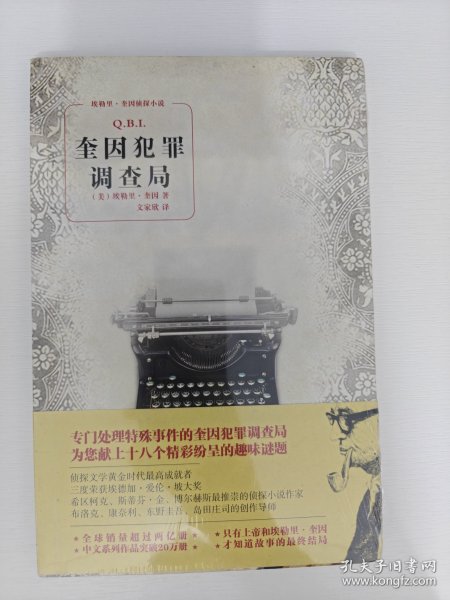 埃勒里·奎因侦探小说
Q.B.I.
奎因犯罪
调查局
（美）埃勒里·奎因 著
文家欣 译
专门处理特殊事件的奎因犯罪调查局
为您献上十八个精彩纷呈的趣味谜题
侦探文学黄金时代最高成就者
三度荣获埃德加·爱伦·坡大奖
希区柯克、斯蒂芬·金、博尔赫斯最推崇的侦探小说作家
布洛克、康奈利、东野圭吾、岛田庄司的创作导师
★全球销量超过两亿册★
★中文系列作品突破20万册★
★只有上帝和埃勒里·奎因★
★才知道故事的最终结局★
孔夫子旧书网
book.kongfz.com